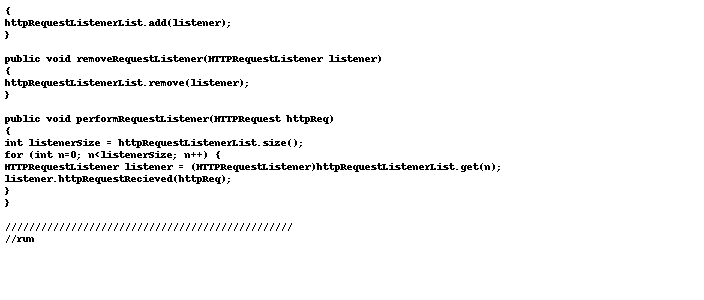 {
httpRequestListenerList.add(listener);
}
public void removeRequestListener(HTTPRequestListener listener)
{
httpRequestListenerList.remove(listener);
}
public void performRequestListener(HTTPRequest httpReq)
{
int listenerSize = httpRequestListenerList.size();
for (int n=0; n<listenerSize; n++) {
HTTPRequestListener listener = (HTTPRequestListener)httpRequestListenerList.get(n);
listener.httpRequestRecieved(httpReq);
}
}
////////////////////////////////////////////////
//run